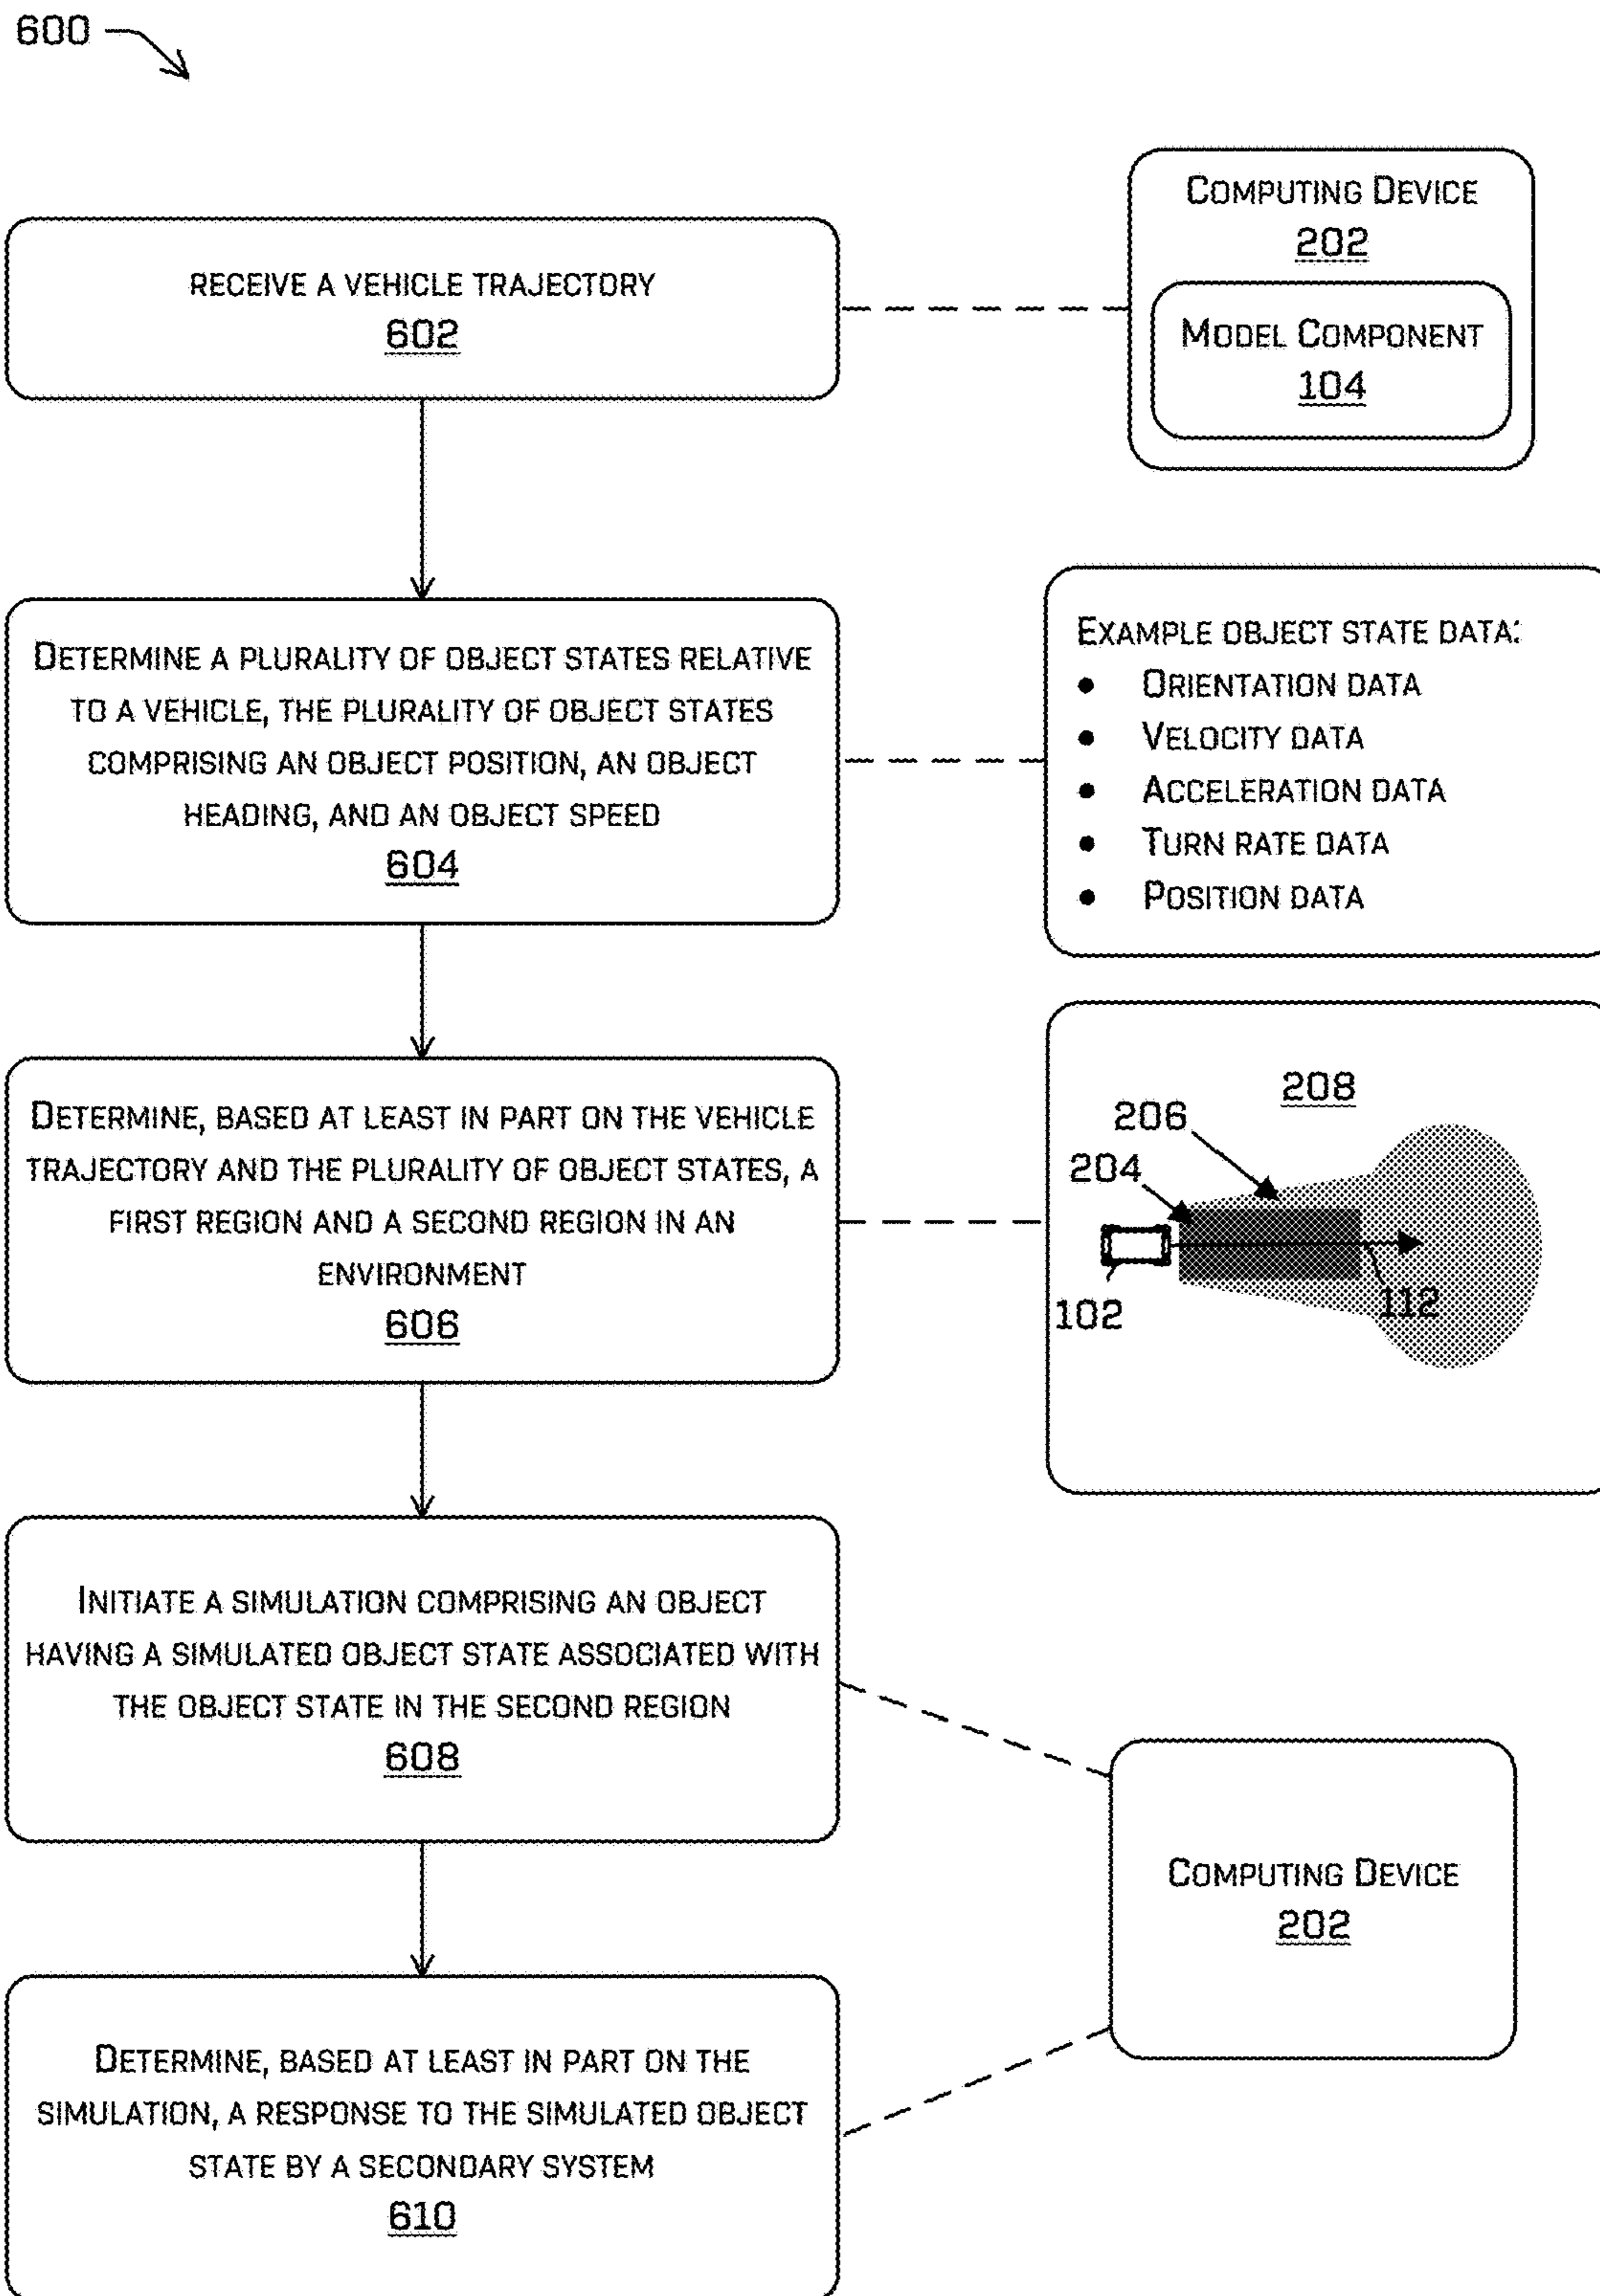 600
RECEIVE A VEHICLE TRAJECTORY
602
COMPUTING DEVICE
202
MODEL COMPONENT
104
DETERMINE A PLURALITY OF OBJECT STATES RELATIVE
TO A VEHICLE, THE PLURALITY OF OBJECT STATES
COMPRISING AN OBJECT POSITION, AN OBJECT
HEADING, AND AN OBJECT SPEED
604
EXAMPLE OBJECT STATE DATA:
• ORIENTATION DATA
• VELOCITY DATA
• ACCELERATION DATA
• TURN RATE DATA
• POSITION DATA
DETERMINE, BASED AT LEAST IN PART ON THE VEHICLE
TRAJECTORY AND THE PLURALITY OF OBJECT STATES, A
FIRST REGION AND A SECOND REGION IN AN
ENVIRONMENT
606
208
206
204
102
112
INITIATE A SIMULATION COMPRISING AN OBJECT
HAVING A SIMULATED OBJECT STATE ASSOCIATED WITH
THE OBJECT STATE IN THE SECOND REGION
608
COMPUTING DEVICE
202
DETERMINE, BASED AT LEAST IN PART ON THE
SIMULATION, A RESPONSE TO THE SIMULATED OBJECT
STATE BY A SECONDARY SYSTEM
610